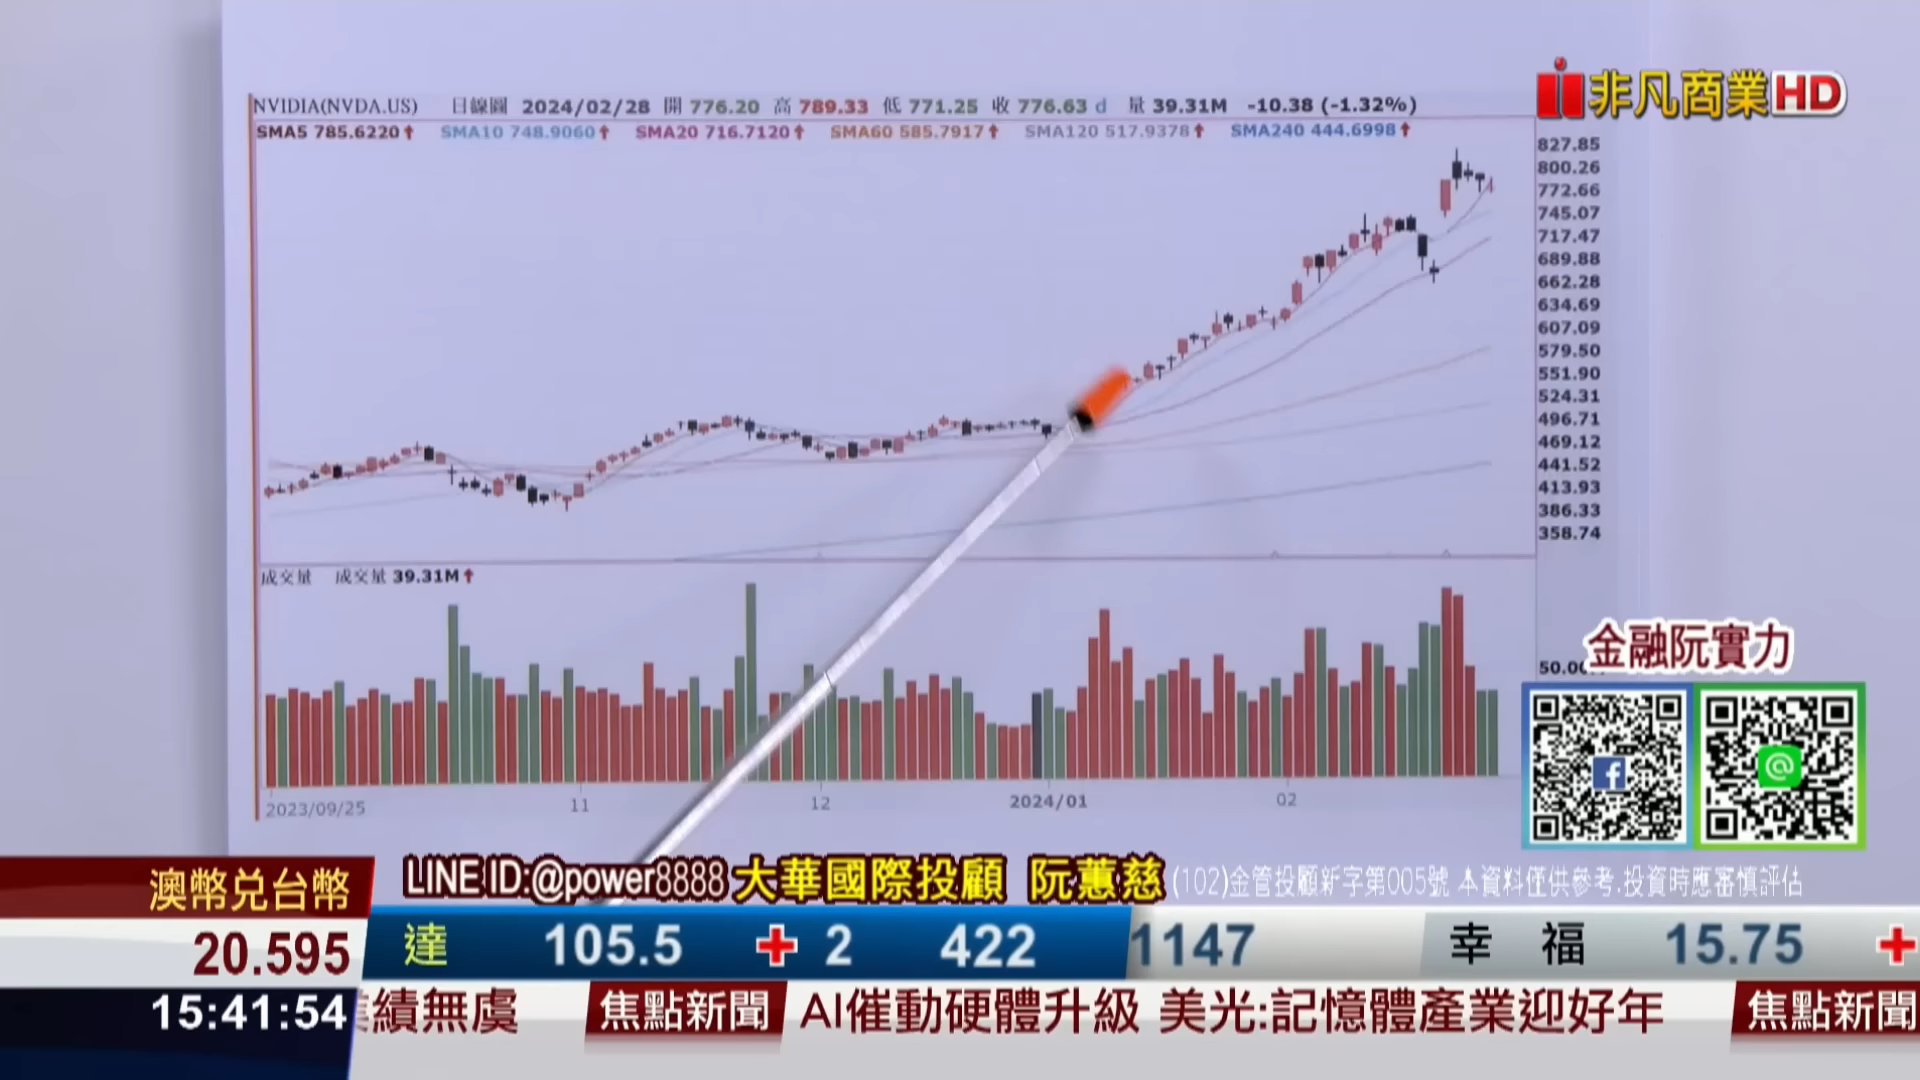 非凡商業HD
NVIDIA(NVDA.US) 日線圖 2024/02/28 開 776.20 高 789.33 低 771.25 收 776.63 d 量 39.31M -10.38 (-1.32%)
SMA5 785.6220↑ SMA10 748.9060↑ SMA20 716.7120↑ SMA60 585.7917↑ SMA120 517.9378↑ SMA240 444.6998↑
827.85
800.26
772.66
745.07
717.47
689.88
662.28
634.69
607.09
579.50
551.90
524.31
496.71
469.12
441.52
413.93
386.33
358.74
成交量 成交量 39.31M↑
金融阮實力
2023/09/25 11 12 2024/01 02
LINE ID:@power8888 大華國際投顧 阮蕙慈 (102)金管投顧新字第005號 本資料僅供參考.投資時應審慎評估
澳幣兌台幣
20.595
達 105.5 + 2 422 1147 幸福 15.75 +
15:41:54
績無虞 焦點新聞 AI催動硬體升級 美光:記憶體產業迎好年 焦點新聞